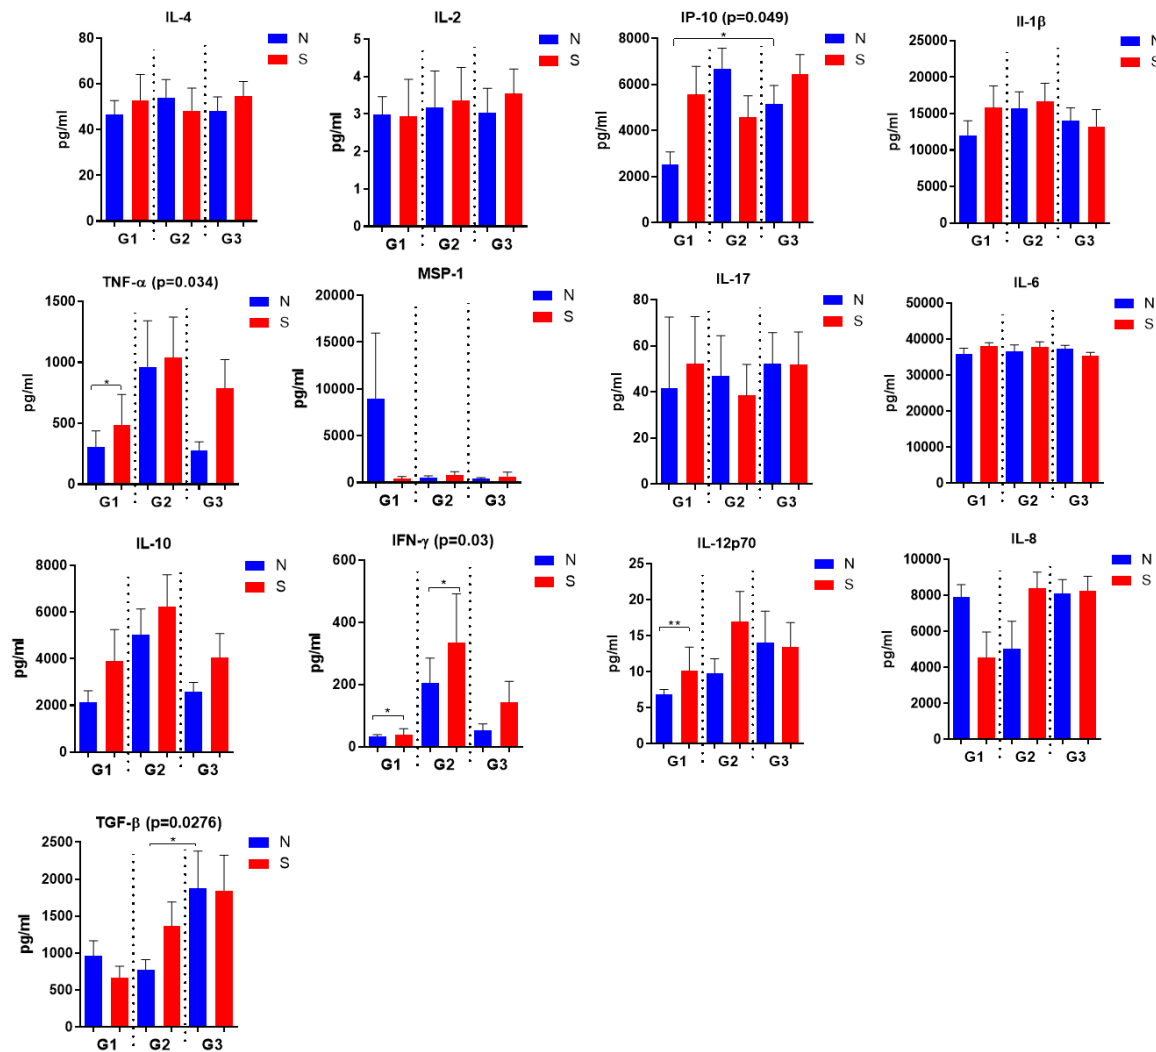 IL-4
N
S
pg/ml
80
60
40
20
0
G1 G2 G3
IL-2
N
S
pg/ml
5
4
3
2
1
0
G1 G2 G3
IP-10 (p=0.049)
*
N
S
pg/ml
8000
6000
4000
2000
0
G1 G2 G3
Il-1β
N
S
pg/ml
25000
20000
15000
10000
5000
0
G1 G2 G3
TNF-α (p=0.034)
N
S
pg/ml
1500
1000
500
0
*
G1 G2 G3
MSP-1
N
S
pg/ml
20000
15000
10000
5000
0
G1 G2 G3
IL-17
N
S
pg/ml
80
60
40
20
0
G1 G2 G3
IL-6
N
S
pg/ml
50000
40000
30000
20000
10000
0
G1 G2 G3
IL-10
N
S
pg/ml
8000
6000
4000
2000
0
G1 G2 G3
IFN-γ (p=0.03)
N
S
pg/ml
600
400
200
0
*
*
G1 G2 G3
IL-12p70
N
S
pg/ml
25
20
15
10
5
0
**
G1 G2 G3
IL-8
N
S
pg/ml
10000
8000
6000
4000
2000
0
G1 G2 G3
TGF-β (p=0.0276)
*
N
S
pg/ml
2500
2000
1500
1000
500
0
G1 G2 G3